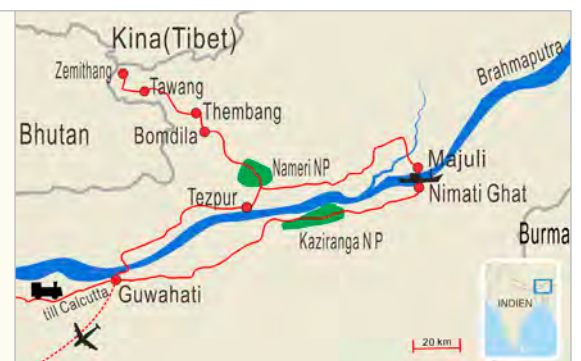 Kina(Tibet)
Zemithang
Tawang
Brahmaputra
Thembang
Bhutan
Bomdila
Nameri NP
Majuli
Tezpur
Nimati Ghat
Kaziranga N P
Burma
till Calcutta
Guwahati
INDIEN
20 km